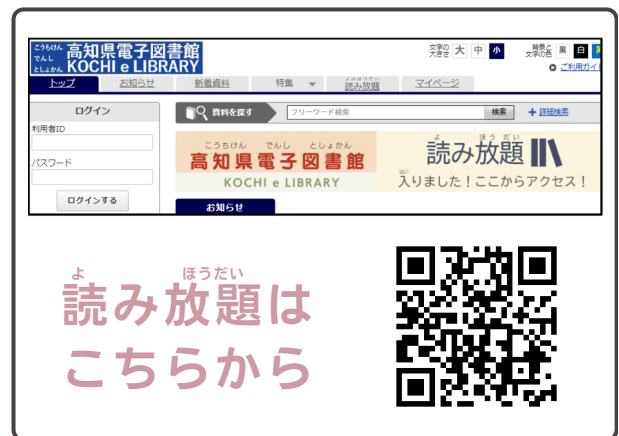 こうちけん 高知県電子図書館
でんし
としょかん KOCHI e LIBRARY
文字の大きさ 大 中 小 背景と文字の色 黒 白
ご利用ガイド
トップ お知らせ 新着資料 特集 ▼ よみほうだい 読み放題 マイページ
ログイン
利用者ID
パスワード
ログインする
資料を探す フリーワード検索 検索 + 詳細検索
こうちけん でんし としょかん
高知県電子図書館
KOCHI e LIBRARY
よ ほうだい
読み放題
はい
入りました！ここからアクセス！
お知らせ
よ ほうだい
読み放題は
こちらから